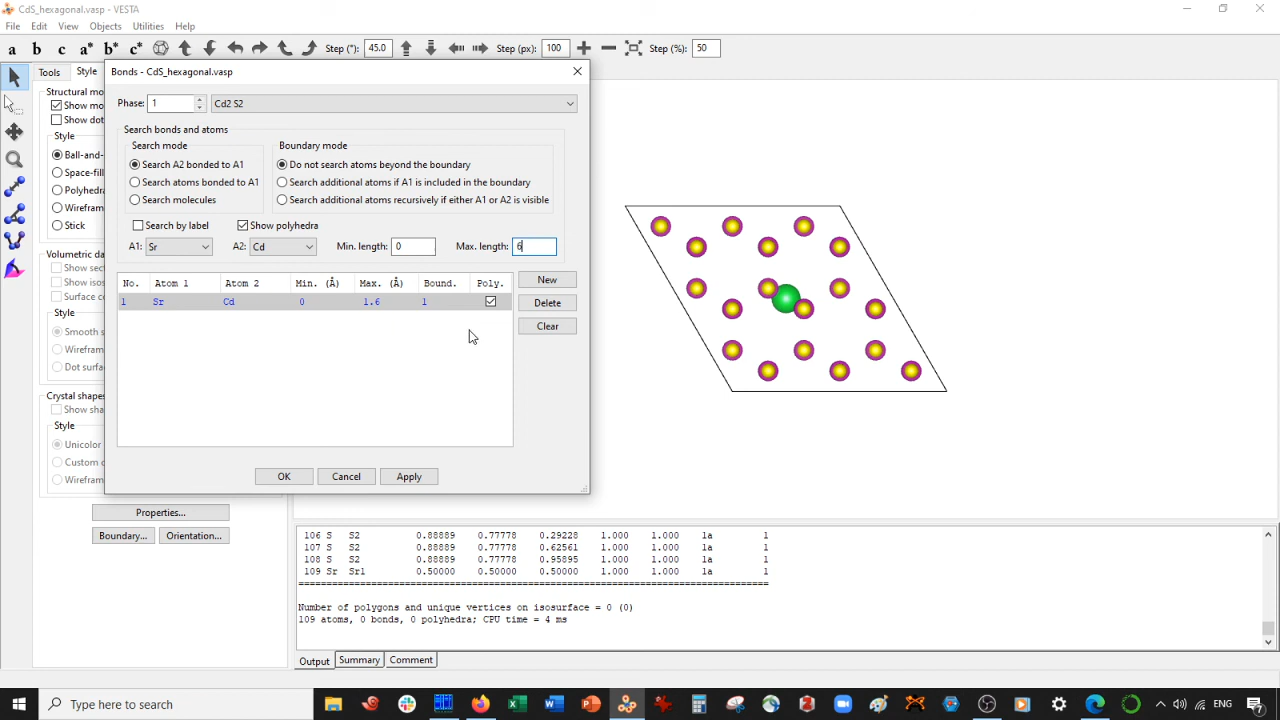 CdS_hexagonal.vasp - VESTA
File Edit View Objects Utilities Help
a b c a* b* c* Step (°): 45.0 Step (px): 100 Step (%): 50
Tools Style
Bonds - CdS_hexagonal.vasp
Phase: 1 Cd2 S2
Search bonds and atoms
Search mode
Search A2 bonded to A1
Search atoms bonded to A1
Search molecules
Boundary mode
Do not search atoms beyond the boundary
Search additional atoms if A1 is included in the boundary
Search additional atoms recursively if either A1 or A2 is visible
Search by label Show polyhedra
A1: Sr A2: Cd Min. length: 0 Max. length: 6
No. Atom 1 Atom 2 Min. (Å) Max. (Å) Bound. Poly.
1 Sr Cd 0 1.6 1
New
Delete
Clear
OK Cancel Apply
Structural mo
Show mo
Show dot
Style
Ball-and-
Space-fill
Polyhedra
Wirefram
Stick
Volumetric da
Show sect
Show isos
Surface co
Style
Smooth s
Wirefram
Dot surfac
Crystal shapes
Show sha
Style
Unicolor
Custom c
Wirefram
Properties...
Boundary... Orientation...
106 S S2 0.88889 0.77778 0.29228 1.000 1.000 1a 1
107 S S2 0.88889 0.77778 0.62561 1.000 1.000 1a 1
108 S S2 0.88889 0.77778 0.95895 1.000 1.000 1a 1
109 Sr Sr1 0.50000 0.50000 0.50000 1.000 1.000 1a 1
Number of polygons and unique vertices on isosurface = 0 (0)
109 atoms, 0 bonds, 0 polyhedra; CPU time = 4 ms
Output Summary Comment
Type here to search
ENG